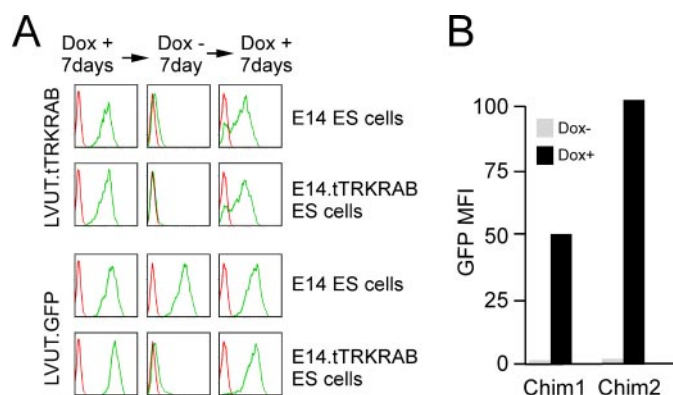 A
Dox + Dox - Dox +
7days 7day 7days
LVUT.tTRKRAB
E14 ES cells
E14.tTRKRAB
ES cells
LVUT.GFP
E14 ES cells
E14.tTRKRAB
ES cells
B
GFP MFI
100
75
50
25
0
Dox-
Dox+
Chim1 Chim2